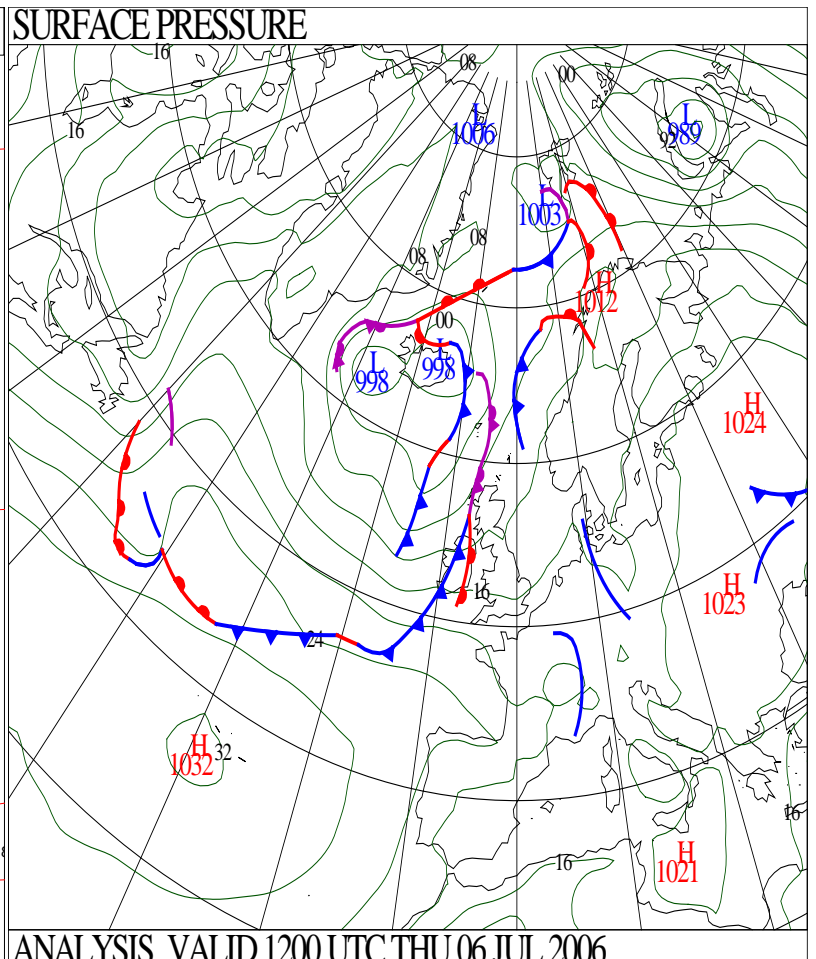 SURFACE PRESSURE
16
08
00
16
L
1006
L
989
92
L
1003
08
08
H
1012
00
L
998
L
998
H
1024
16
H
1023
24
H
1032
32
16
H
1021
16
ANALYSIS VALID 1200 UTC THU 06 JUL 2006